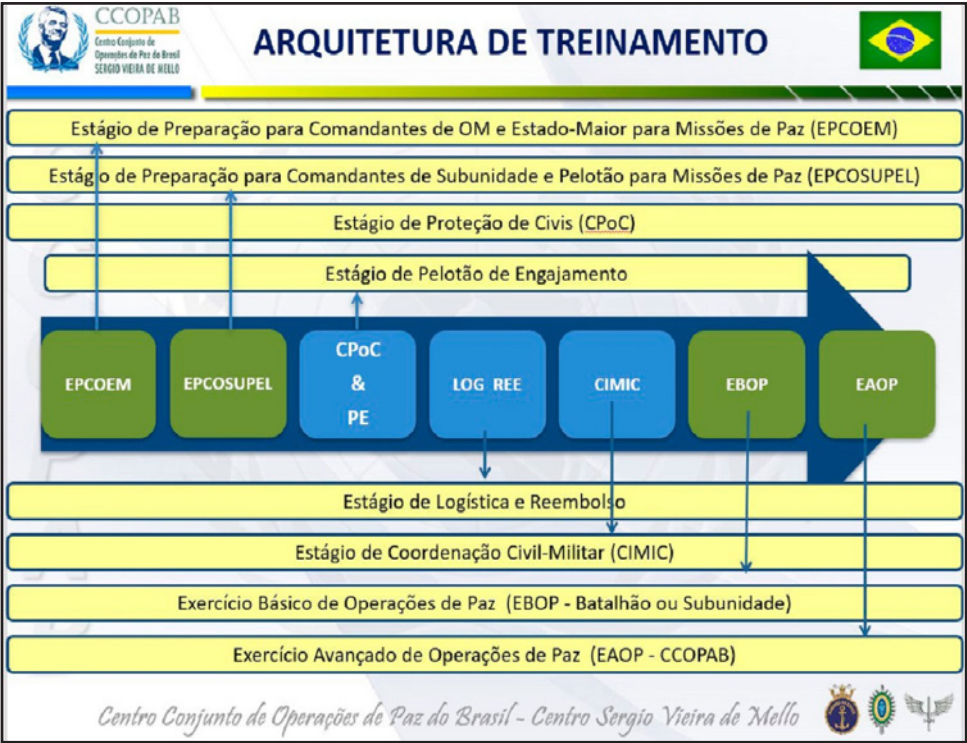 CCOPAB
Centro Conjunto de
Operações de Paz do Brasil
SERGIO VIEIRA DE MELLO
ARQUITETURA DE TREINAMENTO
Estágio de Preparação para Comandantes de OM e Estado-Maior para Missões de Paz (EPCOEM)
Estágio de Preparação para Comandantes de Subunidade e Pelotão para Missões de Paz (EPCOSUPEL)
Estágio de Proteção de Civis (CPoC)
Estágio de Pelotão de Engajamento
EPCOEM
EPCOSUPEL
CPoC
&
PE
LOG REE
CIMIC
EBOP
EAOP
Estágio de Logística e Reembolso
Estágio de Coordenação Civil-Militar (CIMIC)
Exercício Básico de Operações de Paz (EBOP - Batalhão ou Subunidade)
Exercício Avançado de Operações de Paz (EAOP - CCOPAB)
Centro Conjunto de Operações de Paz do Brasil - Centro Sergio Vieira de Mello